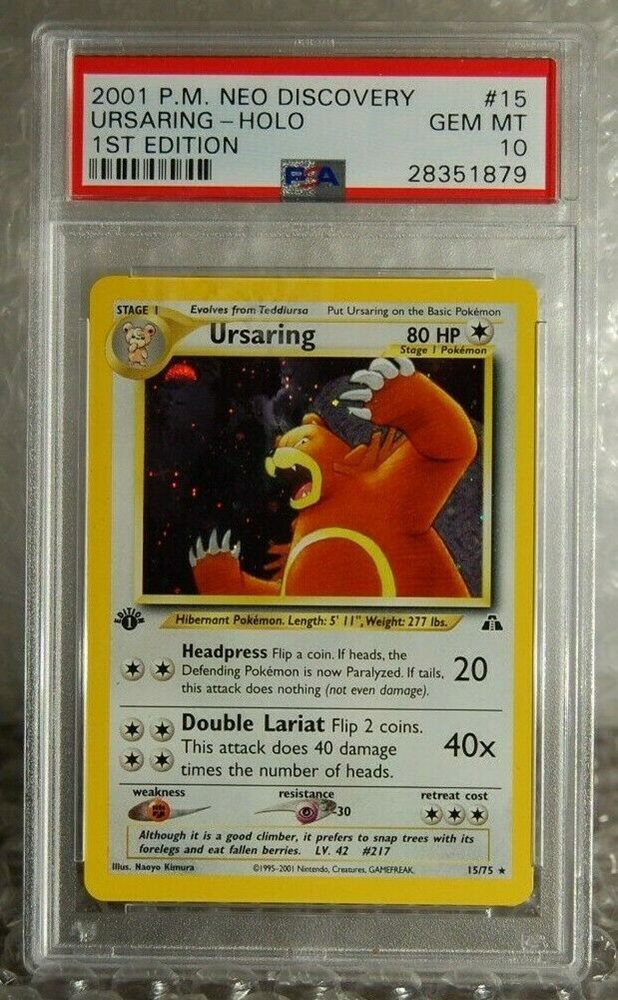 2001 P.M. NEO DISCOVERY #15
URSARING - HOLO GEM MT
1ST EDITION 10
PSA 28351879
STAGE 1 Evolves from Teddiursa Put Ursaring on the Basic Pokémon
Ursaring 80 HP
Stage 1 Pokémon
EDITION 1
Hibernant Pokémon. Length: 5' 11", Weight: 277 lbs.
Headpress Flip a coin. If heads, the
Defending Pokémon is now Paralyzed. If tails, 20
this attack does nothing (not even damage).
Double Lariat Flip 2 coins.
This attack does 40 damage 40x
times the number of heads.
weakness resistance retreat cost
-30
Although it is a good climber, it prefers to snap trees with its
forelegs and eat fallen berries. LV. 42 #217
Illus. Naoyo Kimura ©1995-2001 Nintendo, Creatures, GAMEFREAK. 15/75 ★